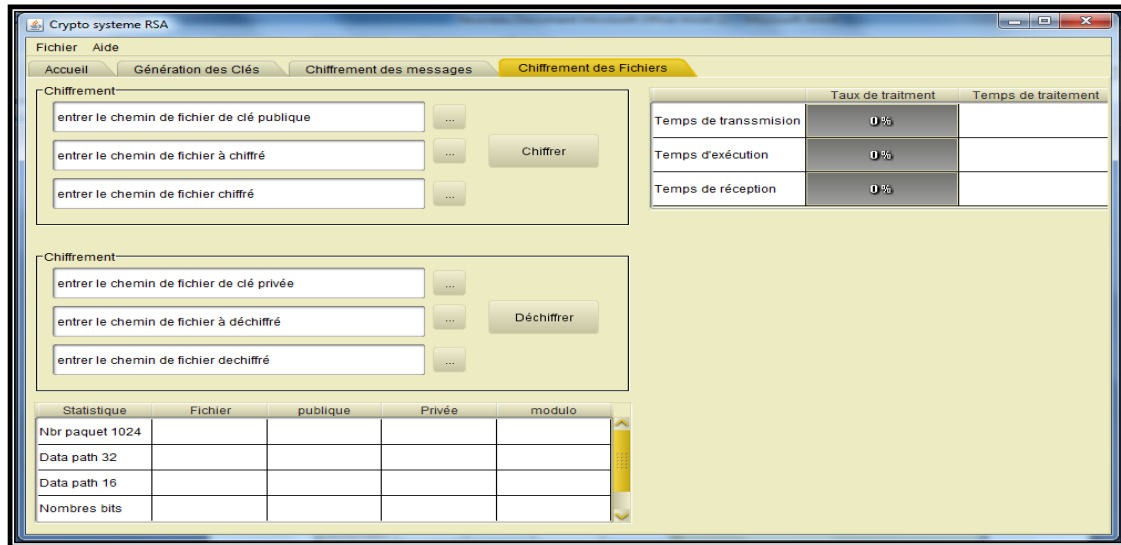 Crypto systeme RSA
Fichier Aide
Accueil Génération des Clés Chiffrement des messages Chiffrement des Fichiers
Chiffrement
entrer le chemin de fichier de clé publique ...
entrer le chemin de fichier à chiffré ... Chiffrer
entrer le chemin de fichier chiffré ...
Taux de traitment Temps de traitement
Temps de transsmision 0 %
Temps d'exécution 0 %
Temps de réception 0 %
Chiffrement
entrer le chemin de fichier de clé privée ...
entrer le chemin de fichier à déchiffré ... Déchiffrer
entrer le chemin de fichier dechiffré ...
Statistique Fichier publique Privée modulo
Nbr paquet 1024
Data path 32
Data path 16
Nombres bits